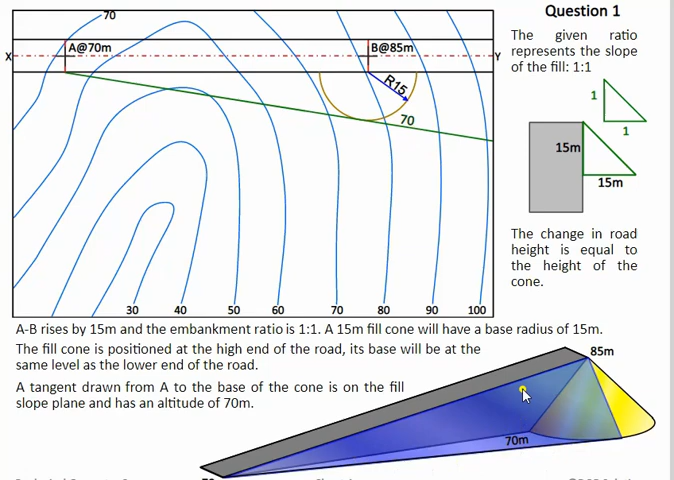 70
Question 1
The given ratio
represents the slope
of the fill: 1:1
X
A@70m
B@85m
Y
R15
70
1
1
15m
15m
The change in road
height is equal to
the height of the
cone.
30 40 50 60 70 80 90 100
A-B rises by 15m and the embankment ratio is 1:1. A 15m fill cone will have a base radius of 15m.
The fill cone is positioned at the high end of the road, its base will be at the
same level as the lower end of the road.
A tangent drawn from A to the base of the cone is on the fill
slope plane and has an altitude of 70m.
85m
70m